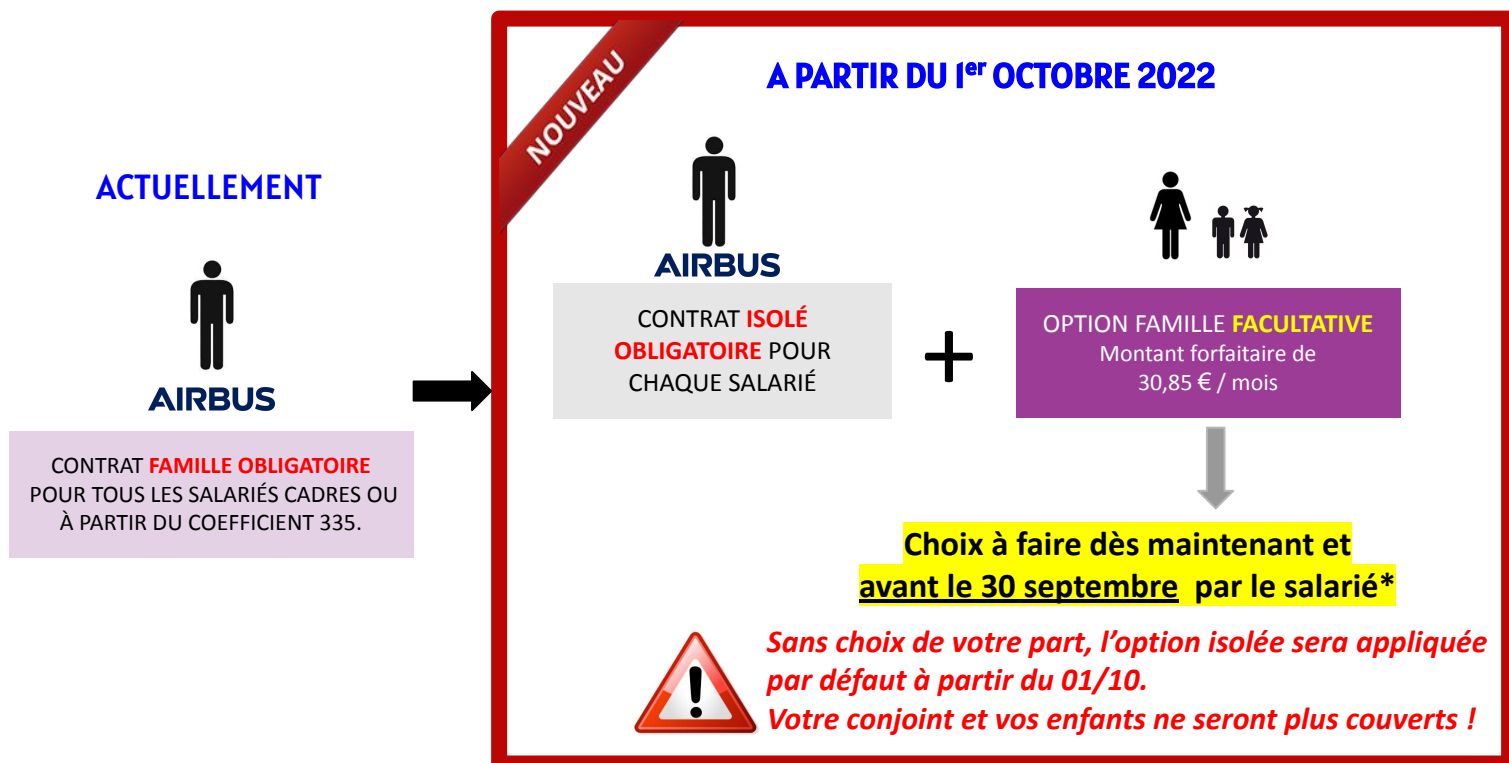 ACTUELLEMENT
AIRBUS
CONTRAT FAMILLE OBLIGATOIRE
POUR TOUS LES SALARIÉS CADRES OU
À PARTIR DU COEFFICIENT 335.
NOUVEAU
A PARTIR DU 1er OCTOBRE 2022
AIRBUS
CONTRAT ISOLÉ
OBLIGATOIRE POUR
CHAQUE SALARIÉ
+
OPTION FAMILLE FACULTATIVE
Montant forfaitaire de
30,85 € / mois
Choix à faire dès maintenant et
avant le 30 septembre par le salarié*
Sans choix de votre part, l’option isolée sera appliquée
par défaut à partir du 01/10.
Votre conjoint et vos enfants ne seront plus couverts !